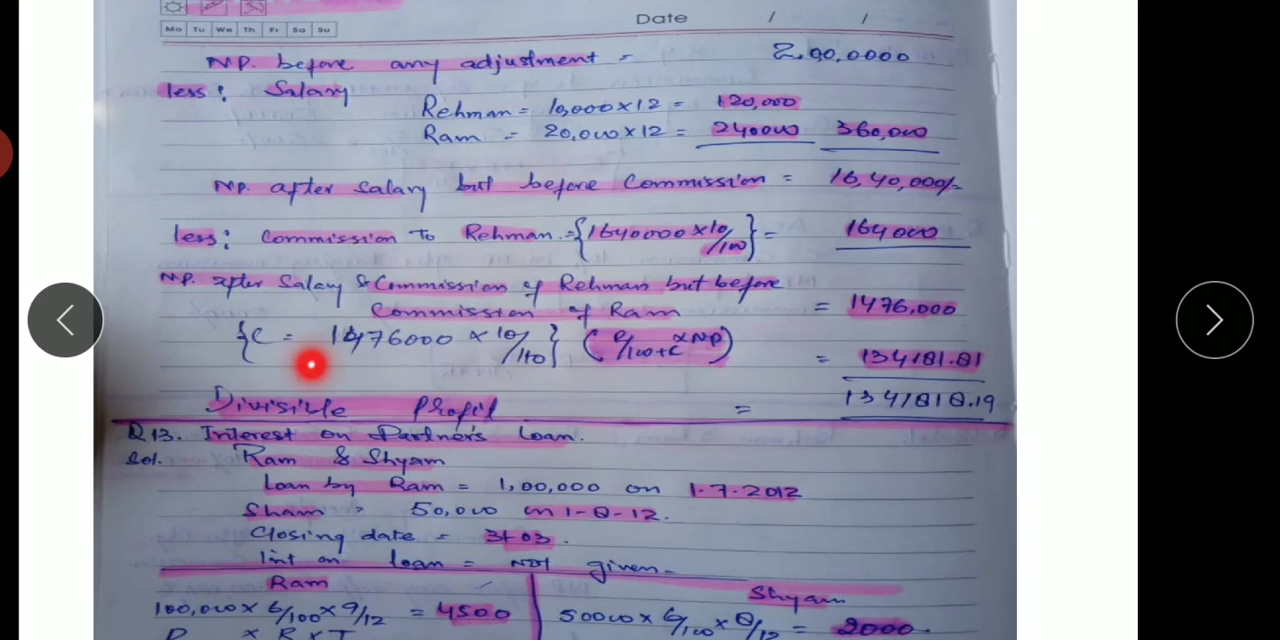 Date / /
Mo Tu We Th Fr Sa Su
N.P. before any adjustment = 2,00,0000
less: Salary
Rehman = 10,000 x 12 = 120,000
Ram = 20,000 x 12 = 240000 360,000
N.P. after Salary but before Commission = 16,40,000/-
less: Commission to Rehman = {1640000 x 10/100} = 164000
N.P. after Salary & Commission of Rehman but before
Commission of Ram = 1476,000
{C = 1476000 x 10/110} (C/100+C x NP) = 134181.81
Divisible Profit = 1341818.19
Q13. Interest on Partner's Loan.
Sol. Ram & Shyam
Loan by Ram = 1,00,000 on 1.7.2012
Sham = 50,000 on 1-8-12.
Closing date = 31-03.
Int on loan = Not given.
Ram Shyam
100,000 x 6/100 x 9/12 = 4500 50000 x 6/100 x 8/12 = 2000
P x R x T